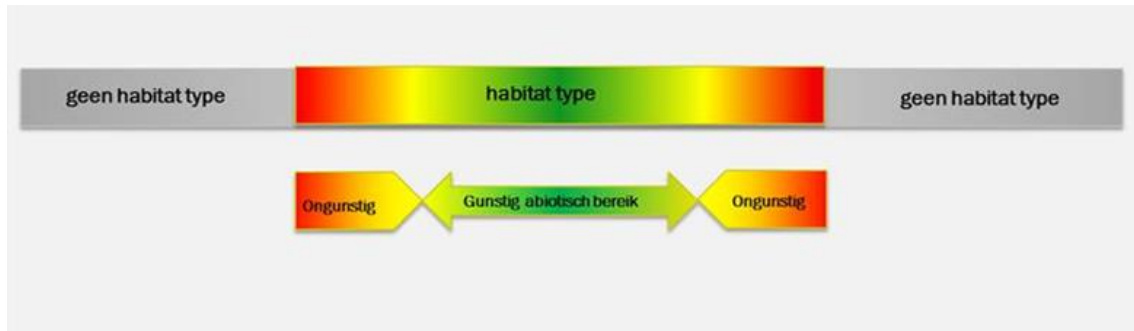 geen habitat type
habitat type
geen habitat type
Ongunstig
Gunstig abiotisch bereik
Ongunstig